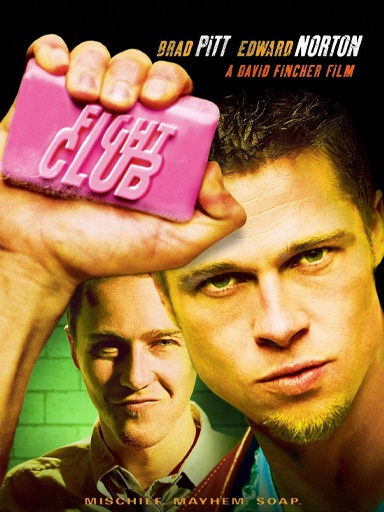 BRAD PITT EDWARD NORTON
A DAVID FINCHER FILM
FIGHT
CLUB
MISCHIEF. MAYHEM. SOAP.